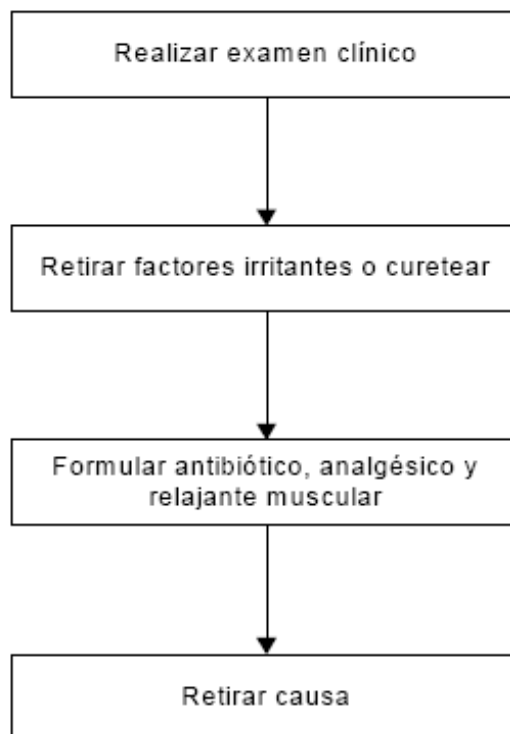 Realizar examen clínico
Retirar factores irritantes o curetear
Formular antibiótico, analgésico y
relajante muscular
Retirar causa